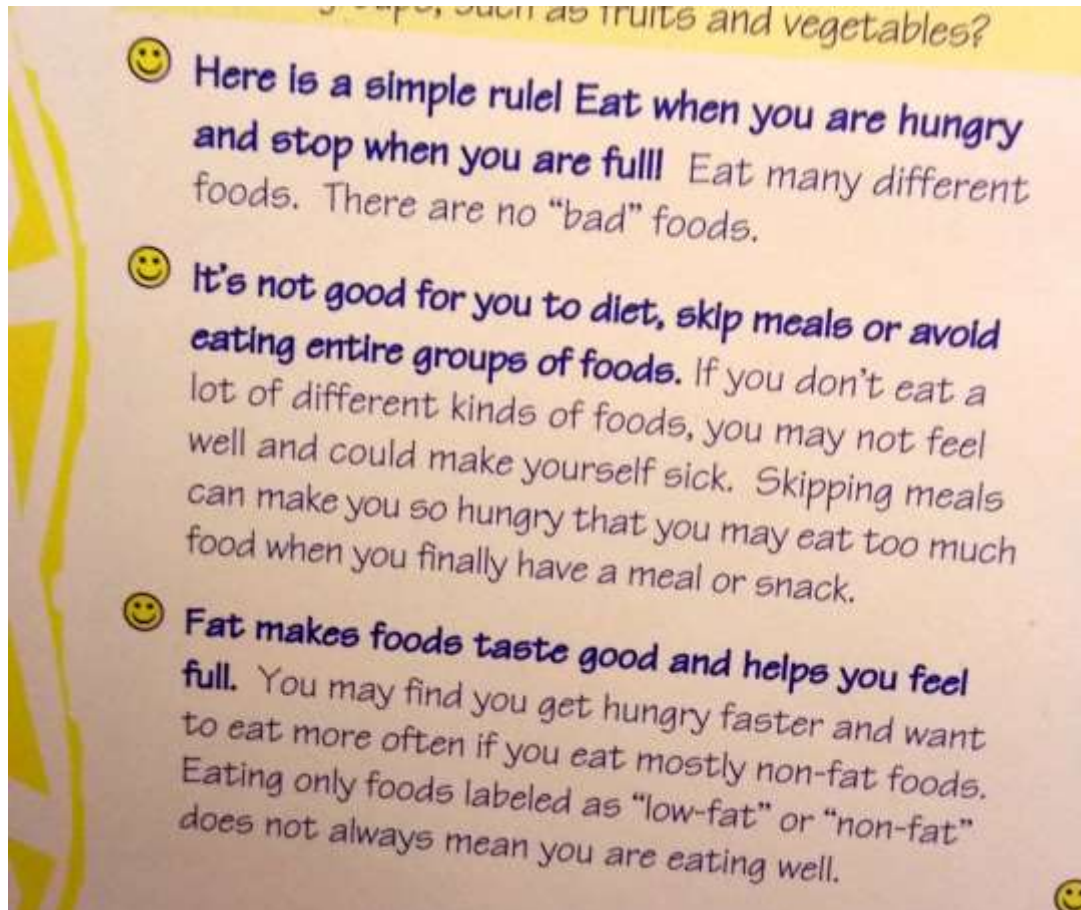 such as fruits and vegetables?
Here is a simple rule! Eat when you are hungry
and stop when you are full! Eat many different
foods. There are no “bad” foods.
It’s not good for you to diet, skip meals or avoid
eating entire groups of foods. If you don’t eat a
lot of different kinds of foods, you may not feel
well and could make yourself sick. Skipping meals
can make you so hungry that you may eat too much
food when you finally have a meal or snack.
Fat makes foods taste good and helps you feel
full. You may find you get hungry faster and want
to eat more often if you eat mostly non-fat foods.
Eating only foods labeled as “low-fat” or “non-fat”
does not always mean you are eating well.